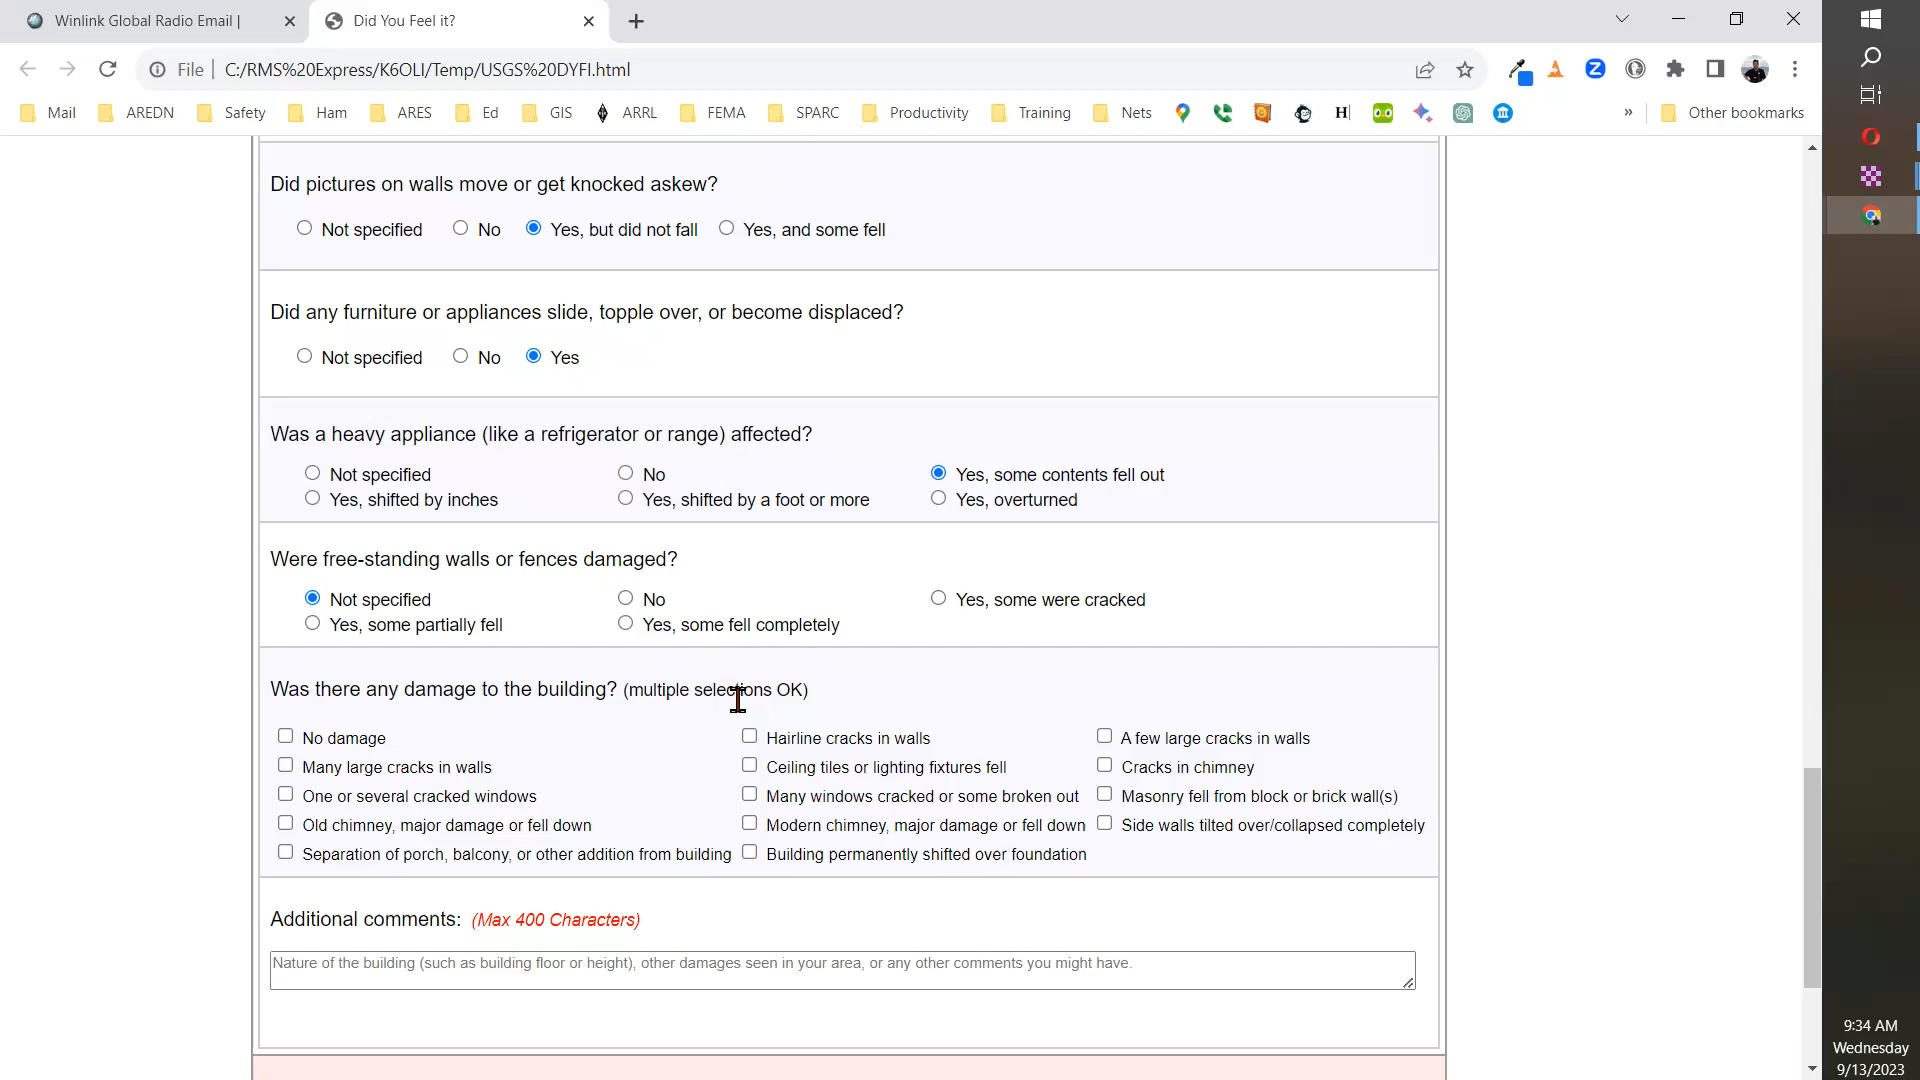 Winlink Global Radio Email |
Did You Feel it?
File | C:/RMS%20Express/K6OLI/Temp/USGS%20DYFI.html
Mail AREDN Safety Ham ARES Ed GIS ARRL FEMA SPARC Productivity Training Nets » Other bookmarks
Did pictures on walls move or get knocked askew?
Not specified No Yes, but did not fall Yes, and some fell
Did any furniture or appliances slide, topple over, or become displaced?
Not specified No Yes
Was a heavy appliance (like a refrigerator or range) affected?
Not specified No Yes, some contents fell out
Yes, shifted by inches Yes, shifted by a foot or more Yes, overturned
Were free-standing walls or fences damaged?
Not specified No Yes, some were cracked
Yes, some partially fell Yes, some fell completely
Was there any damage to the building? (multiple selections OK)
No damage Hairline cracks in walls A few large cracks in walls
Many large cracks in walls Ceiling tiles or lighting fixtures fell Cracks in chimney
One or several cracked windows Many windows cracked or some broken out Masonry fell from block or brick wall(s)
Old chimney, major damage or fell down Modern chimney, major damage or fell down Side walls tilted over/collapsed completely
Separation of porch, balcony, or other addition from building Building permanently shifted over foundation
Additional comments: (Max 400 Characters)
Nature of the building (such as building floor or height), other damages seen in your area, or any other comments you might have.
9:34 AM
Wednesday
9/13/2023